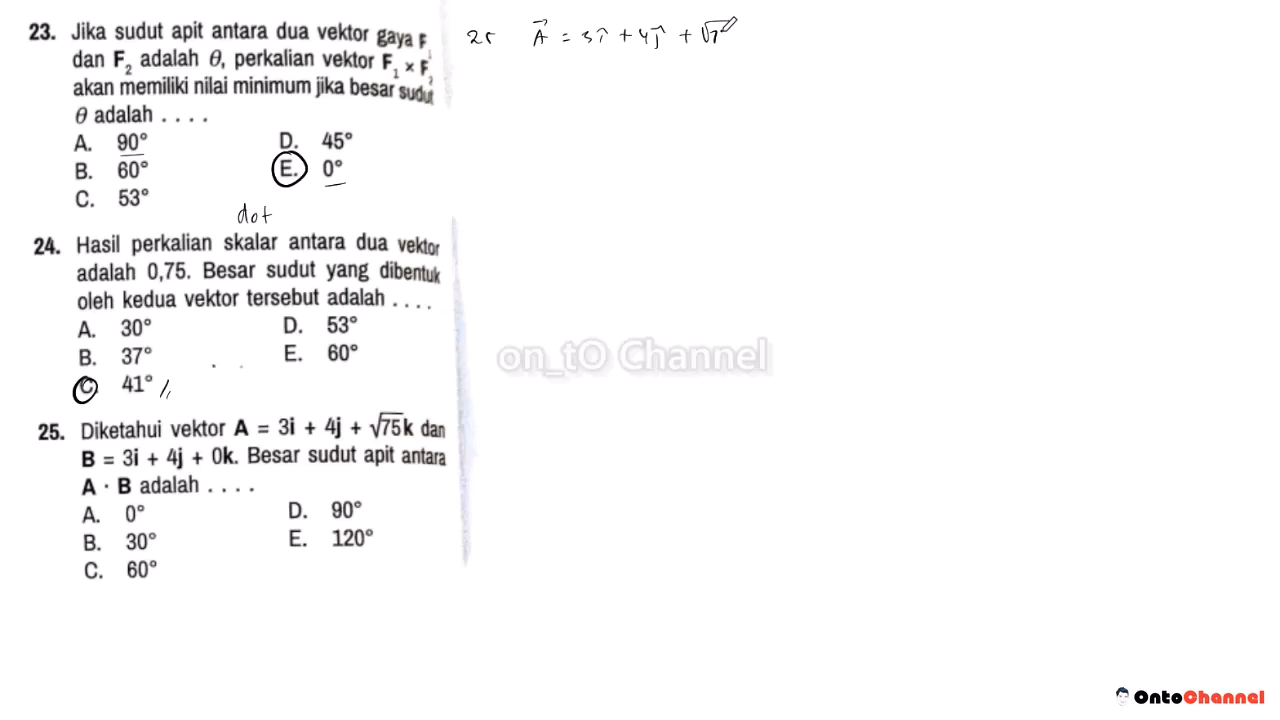 23. Jika sudut apit antara dua vektor gaya F₁
dan F₂ adalah θ, perkalian vektor F₁ × F₂
akan memiliki nilai minimum jika besar sudut
θ adalah . . . .
A. 90° D. 45°
B. 60° E. 0°
C. 53°
dot
24. Hasil perkalian skalar antara dua vektor
adalah 0,75. Besar sudut yang dibentuk
oleh kedua vektor tersebut adalah . . . .
A. 30° D. 53°
B. 37° E. 60°
C. 41° //
25. Diketahui vektor A = 3i + 4j + √75k dan
B = 3i + 4j + 0k. Besar sudut apit antara
A · B adalah . . . .
A. 0° D. 90°
B. 30° E. 120°
C. 60°
25 A⃗ = 3î + 4ĵ + √7
on_tO Channel
OntoChannel